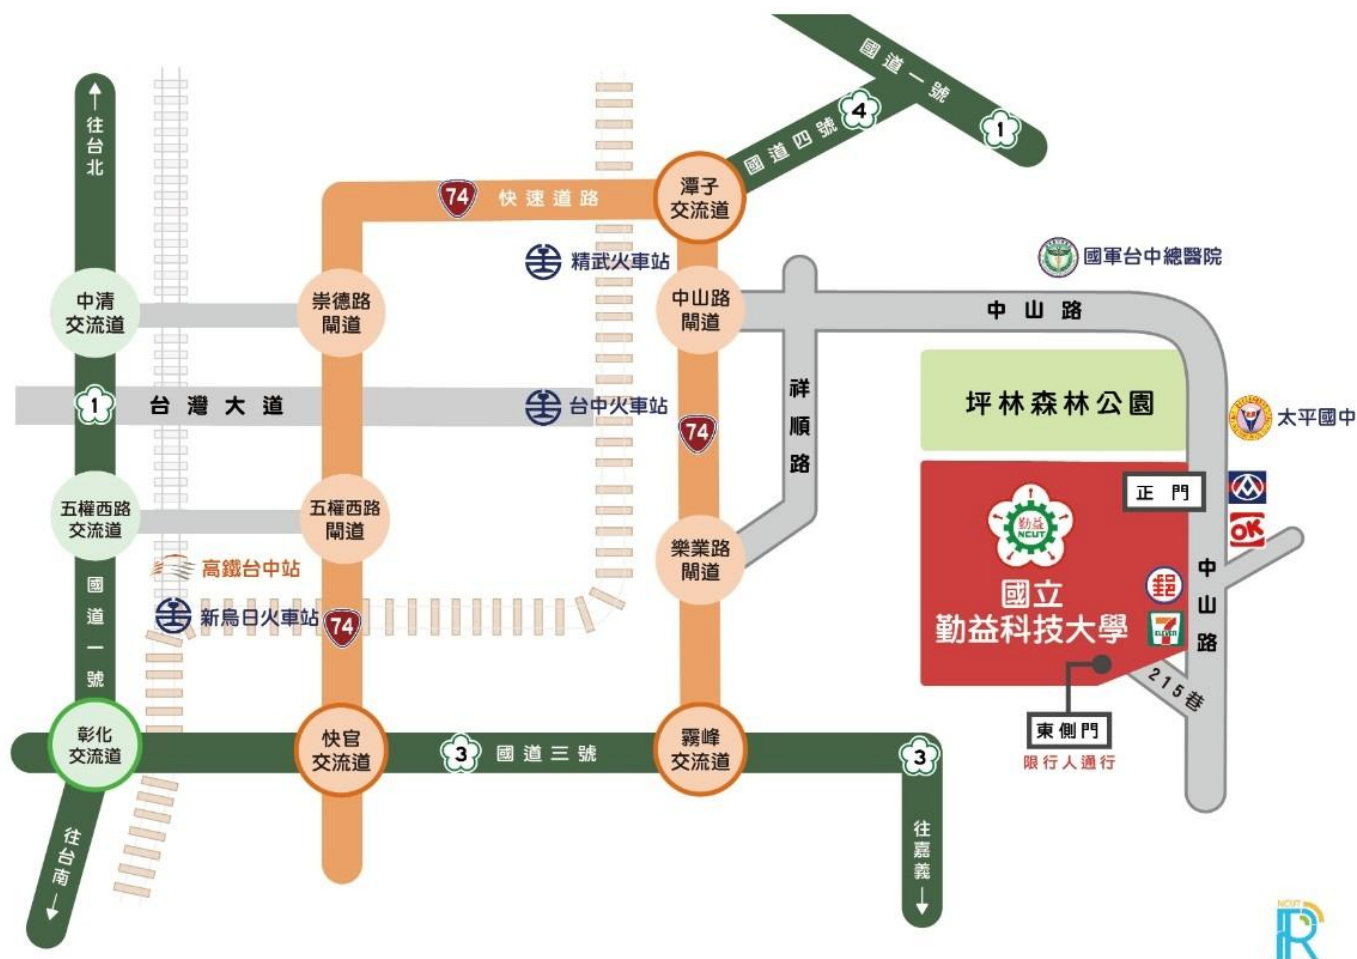 國道一號
1
4
國道四號
往台北
74
快速道路
潭子
交流道
精武火車站
國軍台中總醫院
中清
交流道
崇德路
閘道
中山路
閘道
中山路
1
台灣大道
台中火車站
74
祥順路
坪林森林公園
太平國中
五權西路
交流道
五權西路
閘道
樂業路
閘道
正門
OK
勤益
NCUT
高鐵台中站
新烏日火車站
74
國道一號
國立
勤益科技大學
郵
7
ELEVEN
中山路
215巷
東側門
限行人通行
彰化
交流道
快官
交流道
3
國道三號
霧峰
交流道
3
往台南
往嘉義
NCUT
R